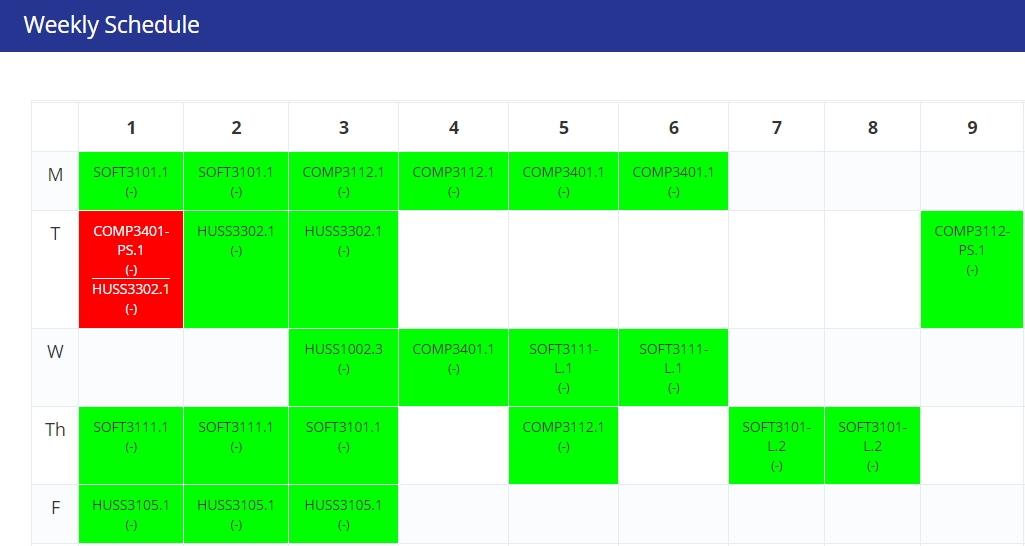 Weekly Schedule
1 2 3 4 5 6 7 8 9
M SOFT3101.1 SOFT3101.1 COMP3112.1 COMP3112.1 COMP3401.1 COMP3401.1
(-) (-) (-) (-) (-) (-)
T COMP3401- HUSS3302.1 HUSS3302.1 COMP3112-
PS.1 (-) (-) PS.1
(-) (-)
HUSS3302.1
(-)
W HUSS1002.3 COMP3401.1 SOFT3111- SOFT3111-
(-) (-) L.1 L.1
(-) (-)
Th SOFT3111.1 SOFT3111.1 SOFT3101.1 COMP3112.1 SOFT3101- SOFT3101-
(-) (-) (-) (-) L.2 L.2
(-) (-)
F HUSS3105.1 HUSS3105.1 HUSS3105.1
(-) (-) (-)